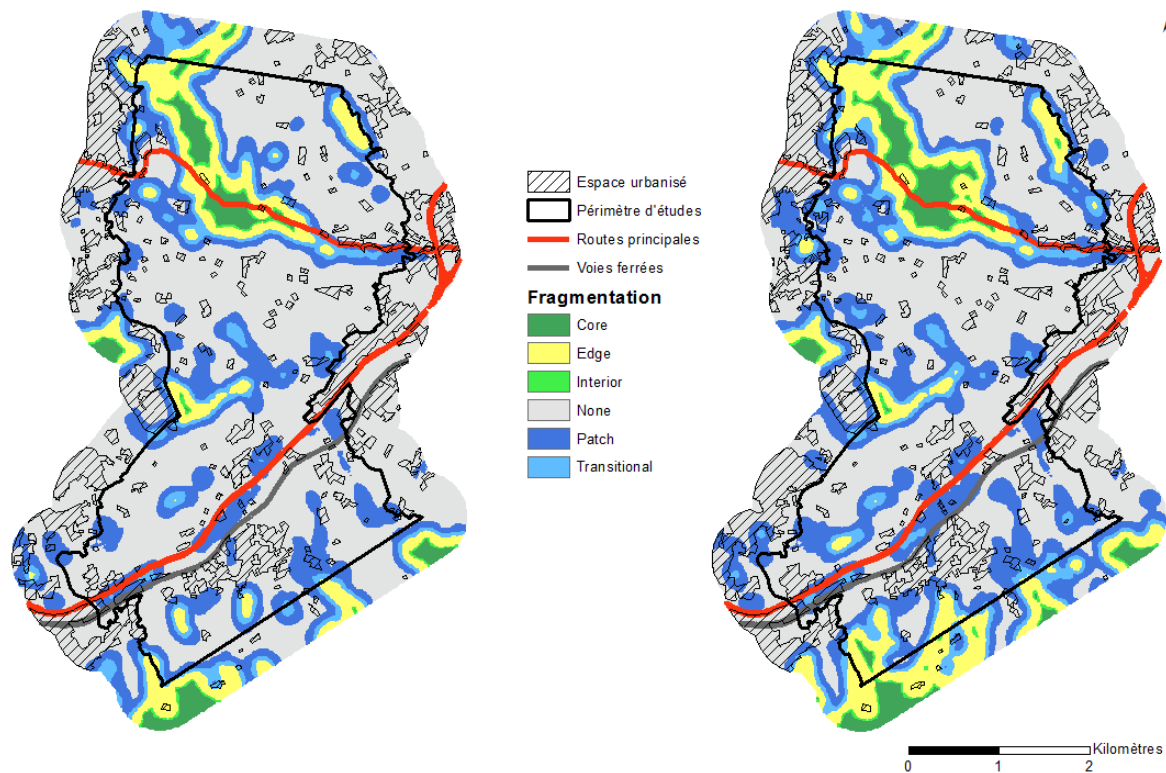 Espace urbanisé
Périmètre d'études
Routes principales
Voies ferrées
Fragmentation
Core
Edge
Interior
None
Patch
Transitional
Kilomètres
0 1 2